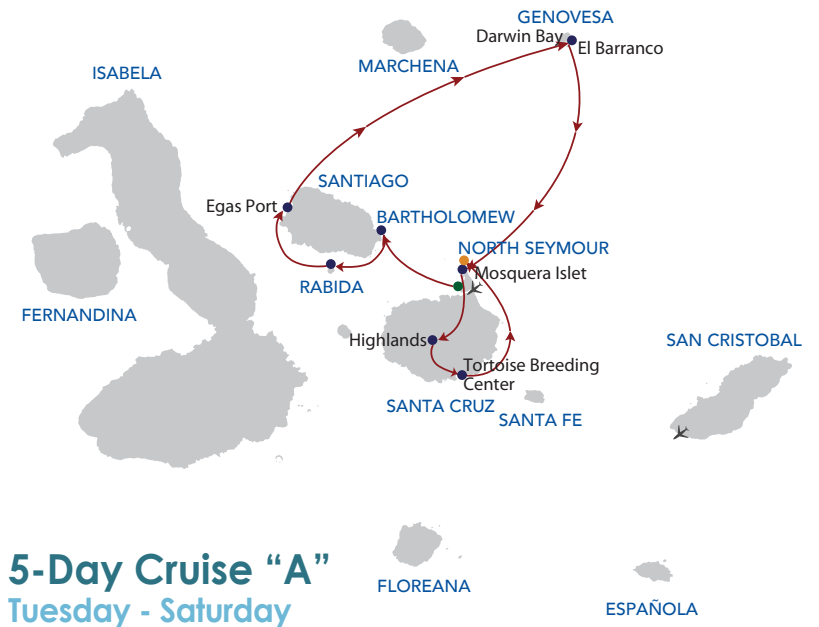 GENOVESA
Darwin Bay
El Barranco
MARCHENA
ISABELA
SANTIAGO
Egas Port
BARTHOLOMEW
NORTH SEYMOUR
Mosquera Islet
RABIDA
FERNANDINA
Highlands
SAN CRISTOBAL
Tortoise Breeding
Center
SANTA CRUZ
SANTA FE
5-Day Cruise “A”
Tuesday - Saturday
FLOREANA
ESPAÑOLA